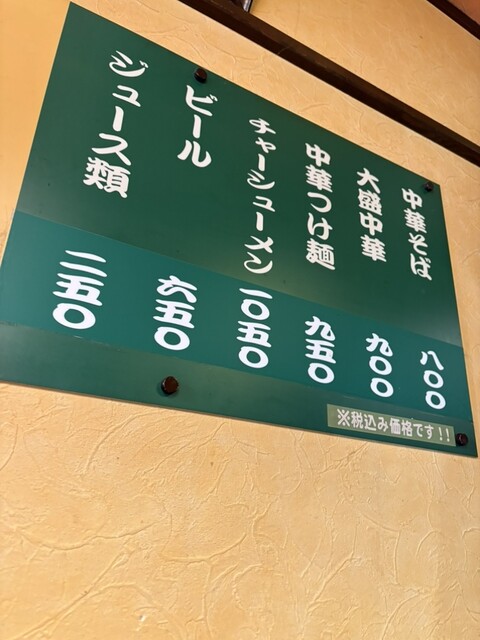 中華そば 八〇〇
大盛中華 九〇〇
中華つけ麺 九五〇
チャーシューメン 一〇五〇
ビール 六五〇
ジュース類 二五〇
※税込み価格です!!